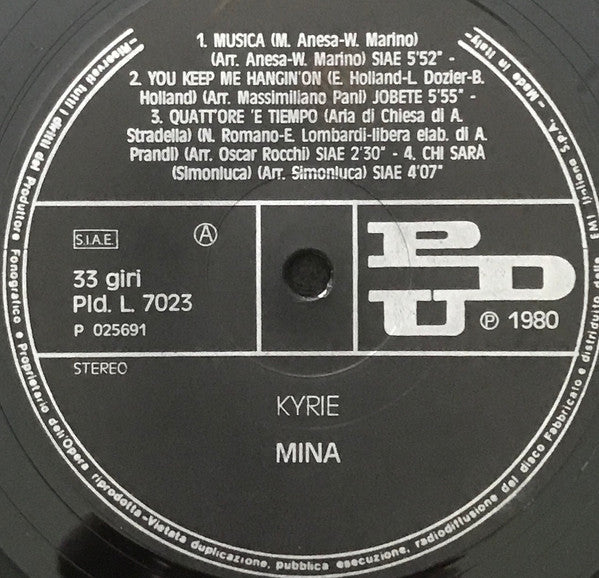 1. MUSICA (M. Anesa-W. Marino)
(Arr. Anesa-W. Marino) SIAE 5'52" -
2. YOU KEEP ME HANGIN'ON (E. Holland-L. Dozier-B.
Holland) (Arr. Massimiliano Pani) JOBETE 5'55" -
3. QUATT'ORE 'E TIEMPO (Aria di Chiesa di A.
Stradella) (N. Romano-E. Lombardi-libera elab. di A.
Prandi) (Arr. Oscar Rocchi) SIAE 2'30" - 4. CHI SARÀ
(Simonluca) (Arr. Simonluca) SIAE 4'07"
S.I.A.E.
A
33 giri
Pld. L. 7023
P 025691
PDU
℗ 1980
STEREO
KYRIE
MINA
-Riservati tutti i diritti del Produttore Fonografico e Proprietario dell'Opera riprodotta-Vietata duplicazione, pubblica esecuzione, radiodiffusione del disco Fabbricato e distribuito dalla EMI Italiana S.p.A. -Made in Italy-